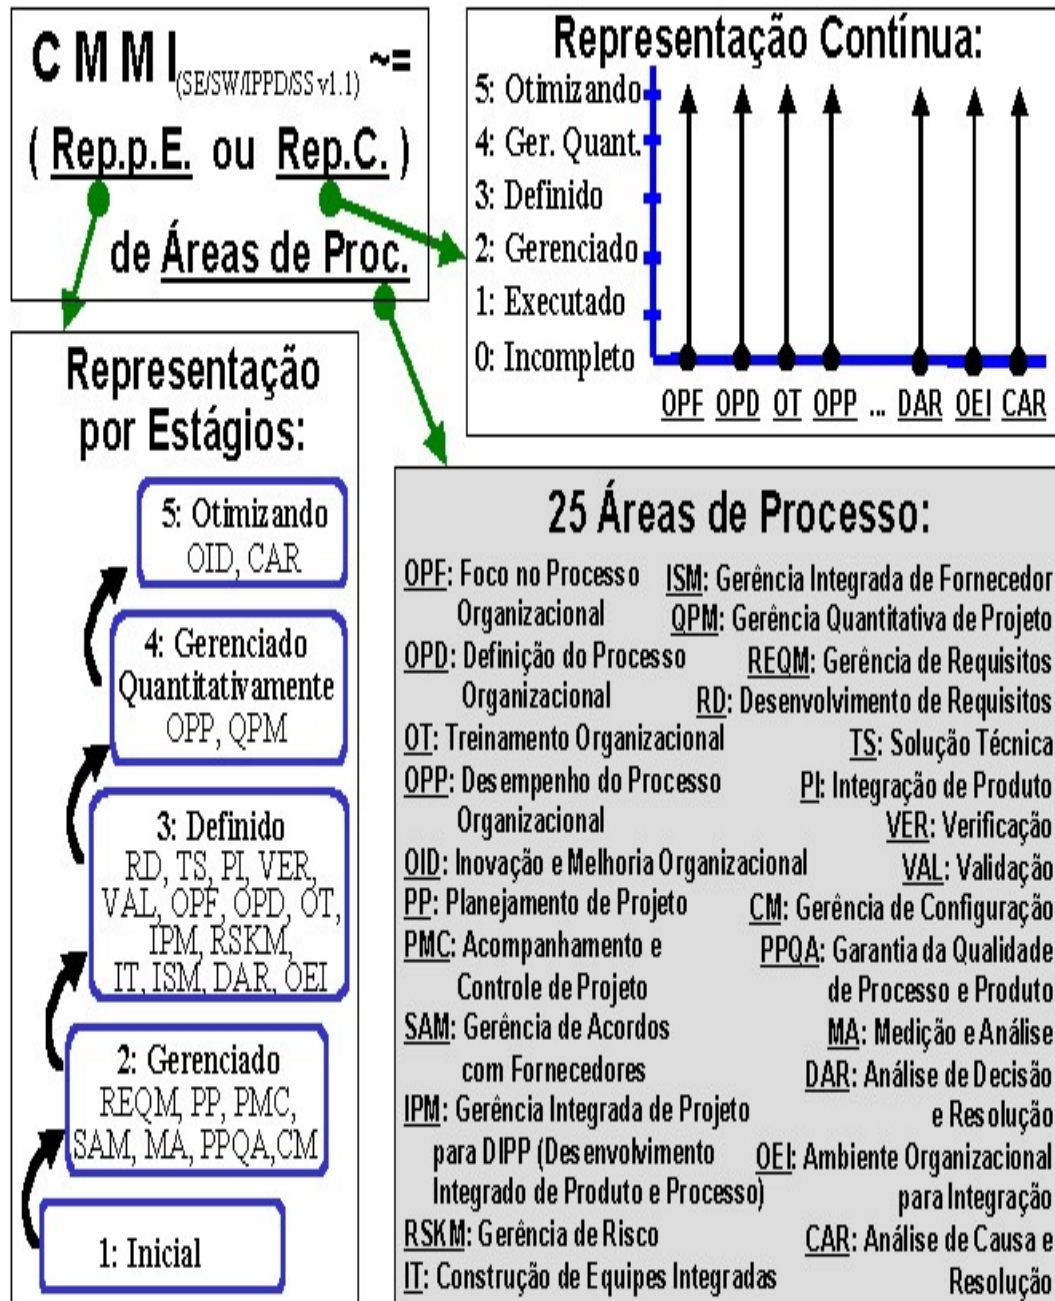 C M M I(SE/SW/IPPD/SS v1.1) ~=
( Rep.p.E. ou Rep.C. )
de Áreas de Proc.
Representação Contínua:
5: Otimizando
4: Ger. Quant.
3: Definido
2: Gerenciado
1: Executado
0: Incompleto
OPF OPD OT OPP ... DAR OEI CAR
Representação
por Estágios:
5: Otimizando
OID, CAR
4: Gerenciado
Quantitativamente
OPP, QPM
3: Definido
RD, TS, PI, VER,
VAL, OPF, OPD, OT,
IPM, RSKM,
IT, ISM, DAR, OEI
2: Gerenciado
REQM, PP, PMC,
SAM, MA, PPQA,CM
1: Inicial
25 Áreas de Processo:
OPF: Foco no Processo
Organizacional
OPD: Definição do Processo
Organizacional
OT: Treinamento Organizacional
OPP: Desempenho do Processo
Organizacional
OID: Inovação e Melhoria Organizacional
PP: Planejamento de Projeto
PMC: Acompanhamento e
Controle de Projeto
SAM: Gerência de Acordos
com Fornecedores
IPM: Gerência Integrada de Projeto
para DIPP (Desenvolvimento
Integrado de Produto e Processo)
RSKM: Gerência de Risco
IT: Construção de Equipes Integradas
ISM: Gerência Integrada de Fornecedor
QPM: Gerência Quantitativa de Projeto
REQM: Gerência de Requisitos
RD: Desenvolvimento de Requisitos
TS: Solução Técnica
PI: Integração de Produto
VER: Verificação
VAL: Validação
CM: Gerência de Configuração
PPQA: Garantia da Qualidade
de Processo e Produto
MA: Medição e Análise
DAR: Análise de Decisão
e Resolução
OEI: Ambiente Organizacional
para Integração
CAR: Análise de Causa e
Resolução